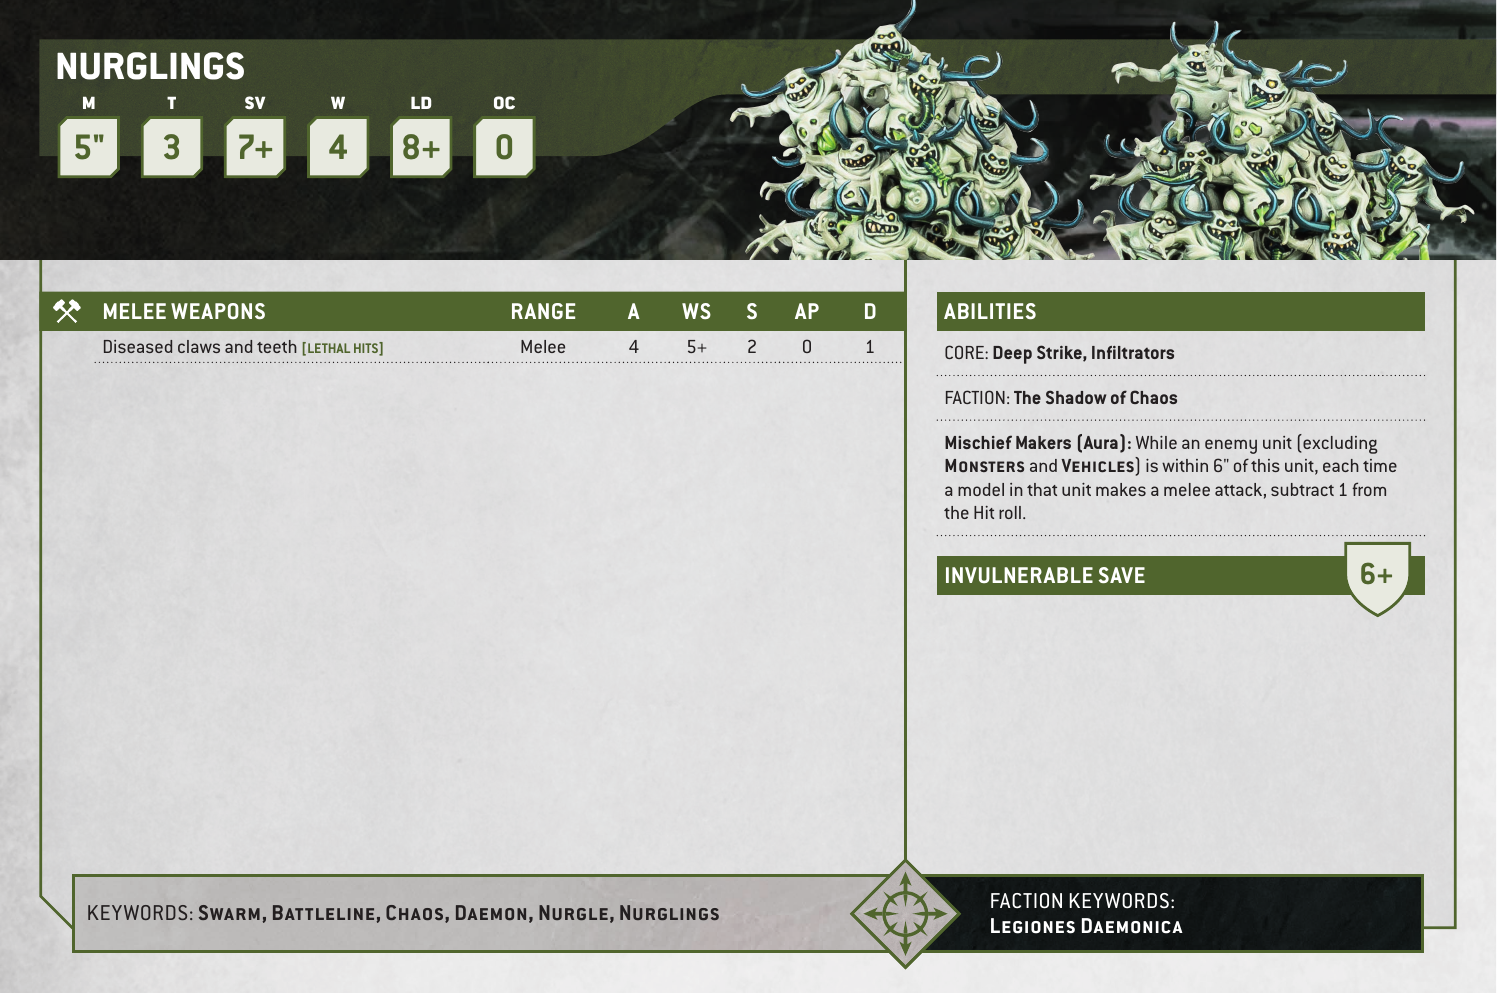 NURGLINGS
M T SV W LD OC
5" 3 7+ 4 8+ 0
MELEE WEAPONS RANGE A WS S AP D
Diseased claws and teeth [LETHAL HITS] Melee 4 5+ 2 0 1
ABILITIES
CORE: Deep Strike, Infiltrators
FACTION: The Shadow of Chaos
Mischief Makers (Aura): While an enemy unit (excluding
MONSTERS and VEHICLES) is within 6" of this unit, each time
a model in that unit makes a melee attack, subtract 1 from
the Hit roll.
INVULNERABLE SAVE 6+
KEYWORDS: SWARM, BATTLELINE, CHAOS, DAEMON, NURGLE, NURGLINGS
FACTION KEYWORDS:
LEGIONES DAEMONICA